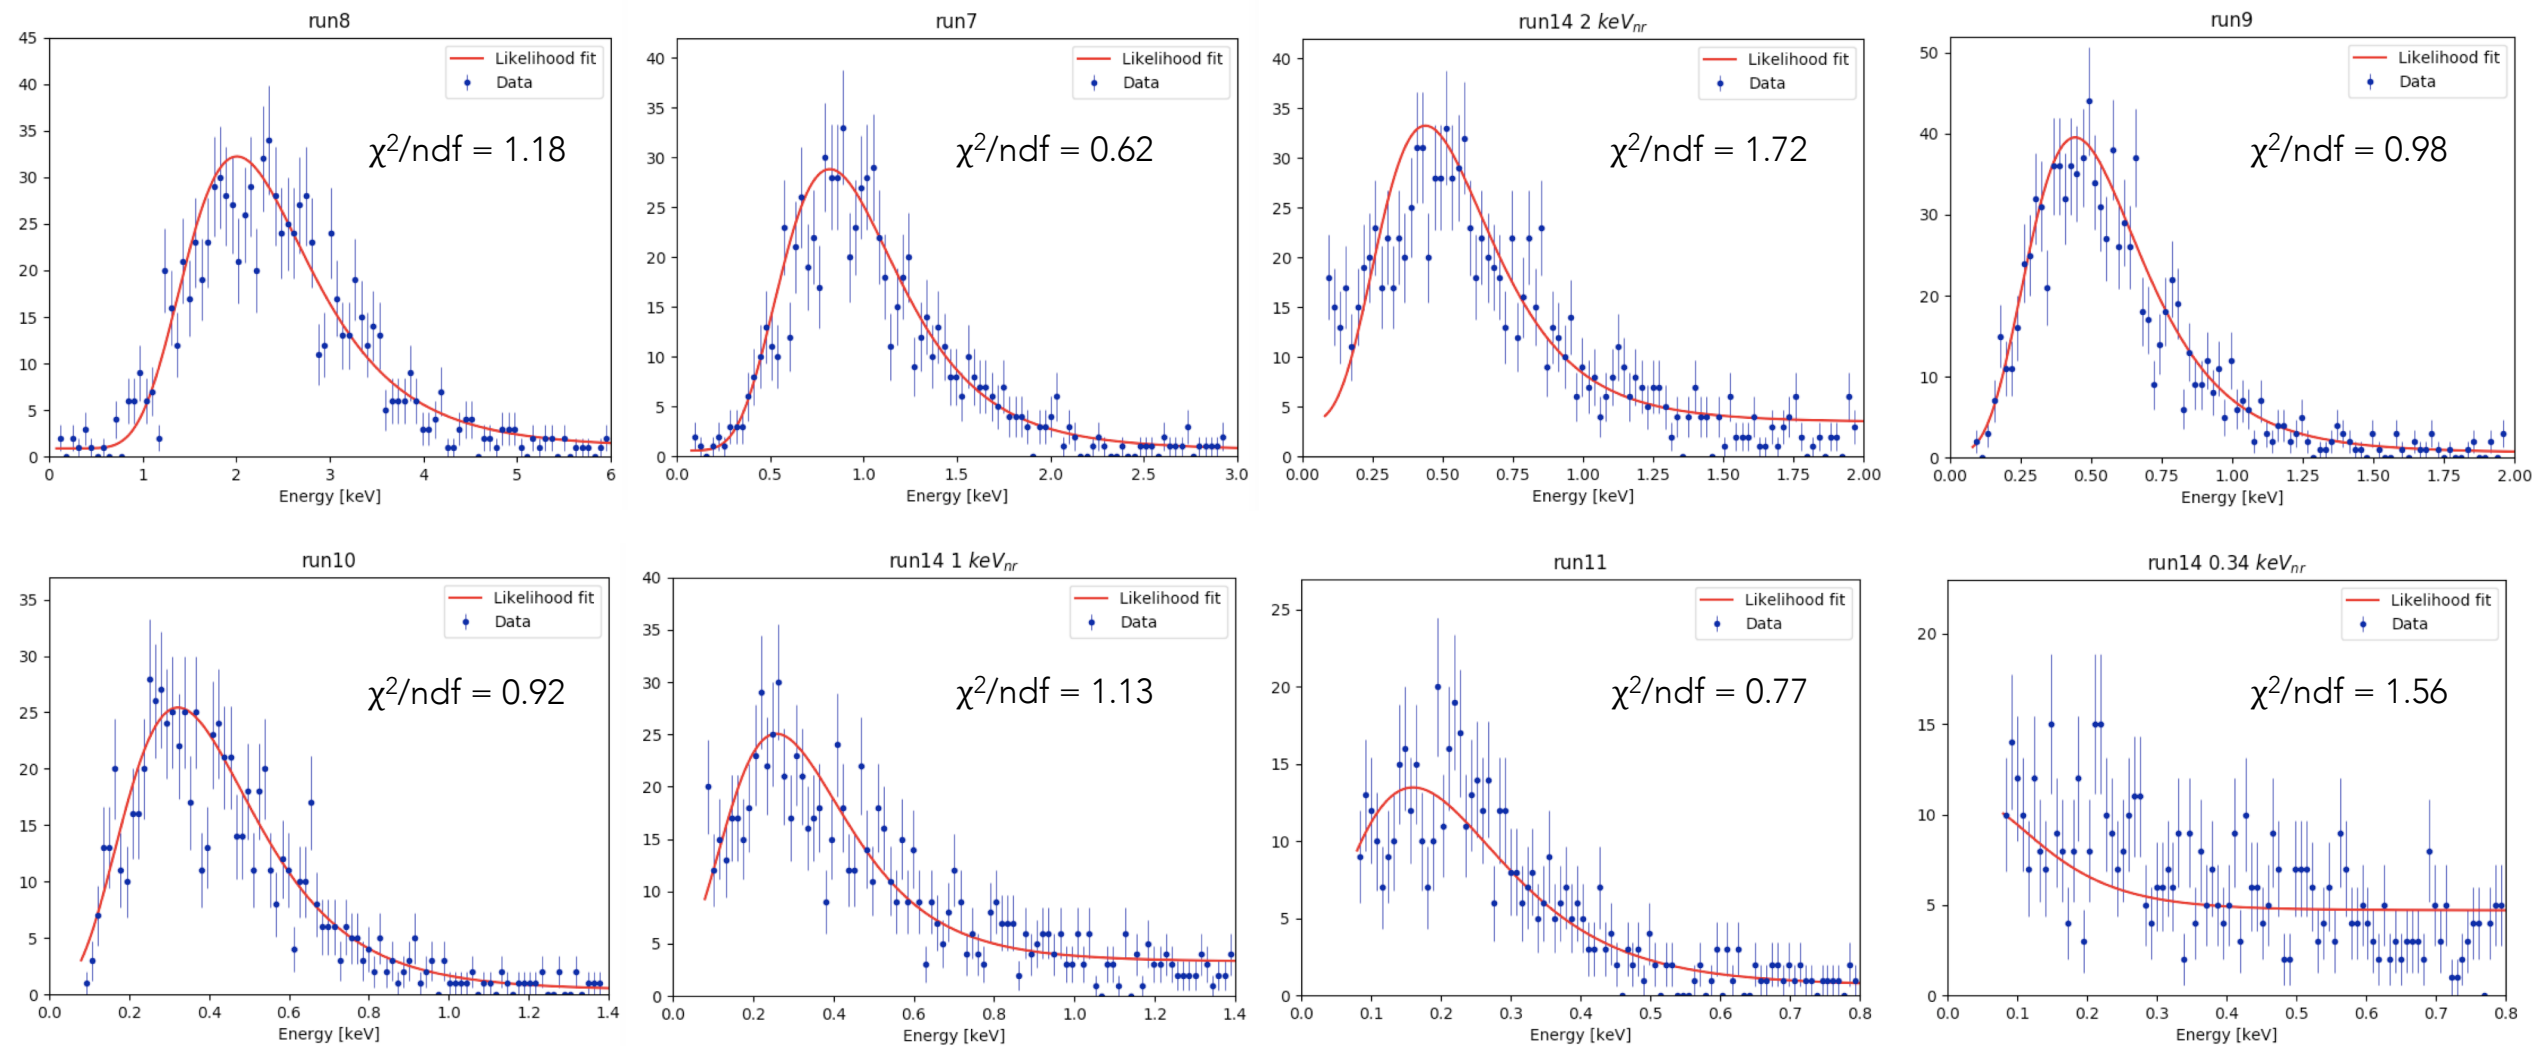 run8
45
40
35
30
25
20
15
10
5
0
0 1 2 3 4 5 6
Energy [keV]
Likelihood fit
Data
χ²/ndf = 1.18
run7
40
35
30
25
20
15
10
5
0
0.0 0.5 1.0 1.5 2.0 2.5 3.0
Energy [keV]
Likelihood fit
Data
χ²/ndf = 0.62
run14 2 keVnr
40
35
30
25
20
15
10
5
0
0.00 0.25 0.50 0.75 1.00 1.25 1.50 1.75 2.00
Energy [keV]
Likelihood fit
Data
χ²/ndf = 1.72
run9
50
40
30
20
10
0
0.00 0.25 0.50 0.75 1.00 1.25 1.50 1.75 2.00
Energy [keV]
Likelihood fit
Data
χ²/ndf = 0.98
run10
35
30
25
20
15
10
5
0
0.0 0.2 0.4 0.6 0.8 1.0 1.2 1.4
Energy [keV]
Likelihood fit
Data
χ²/ndf = 0.92
run14 1 keVnr
40
35
30
25
20
15
10
5
0
0.0 0.2 0.4 0.6 0.8 1.0 1.2 1.4
Energy [keV]
Likelihood fit
Data
χ²/ndf = 1.13
run11
25
20
15
10
5
0
0.0 0.1 0.2 0.3 0.4 0.5 0.6 0.7 0.8
Energy [keV]
Likelihood fit
Data
χ²/ndf = 0.77
run14 0.34 keVnr
20
15
10
5
0
0.0 0.1 0.2 0.3 0.4 0.5 0.6 0.7 0.8
Energy [keV]
Likelihood fit
Data
χ²/ndf = 1.56